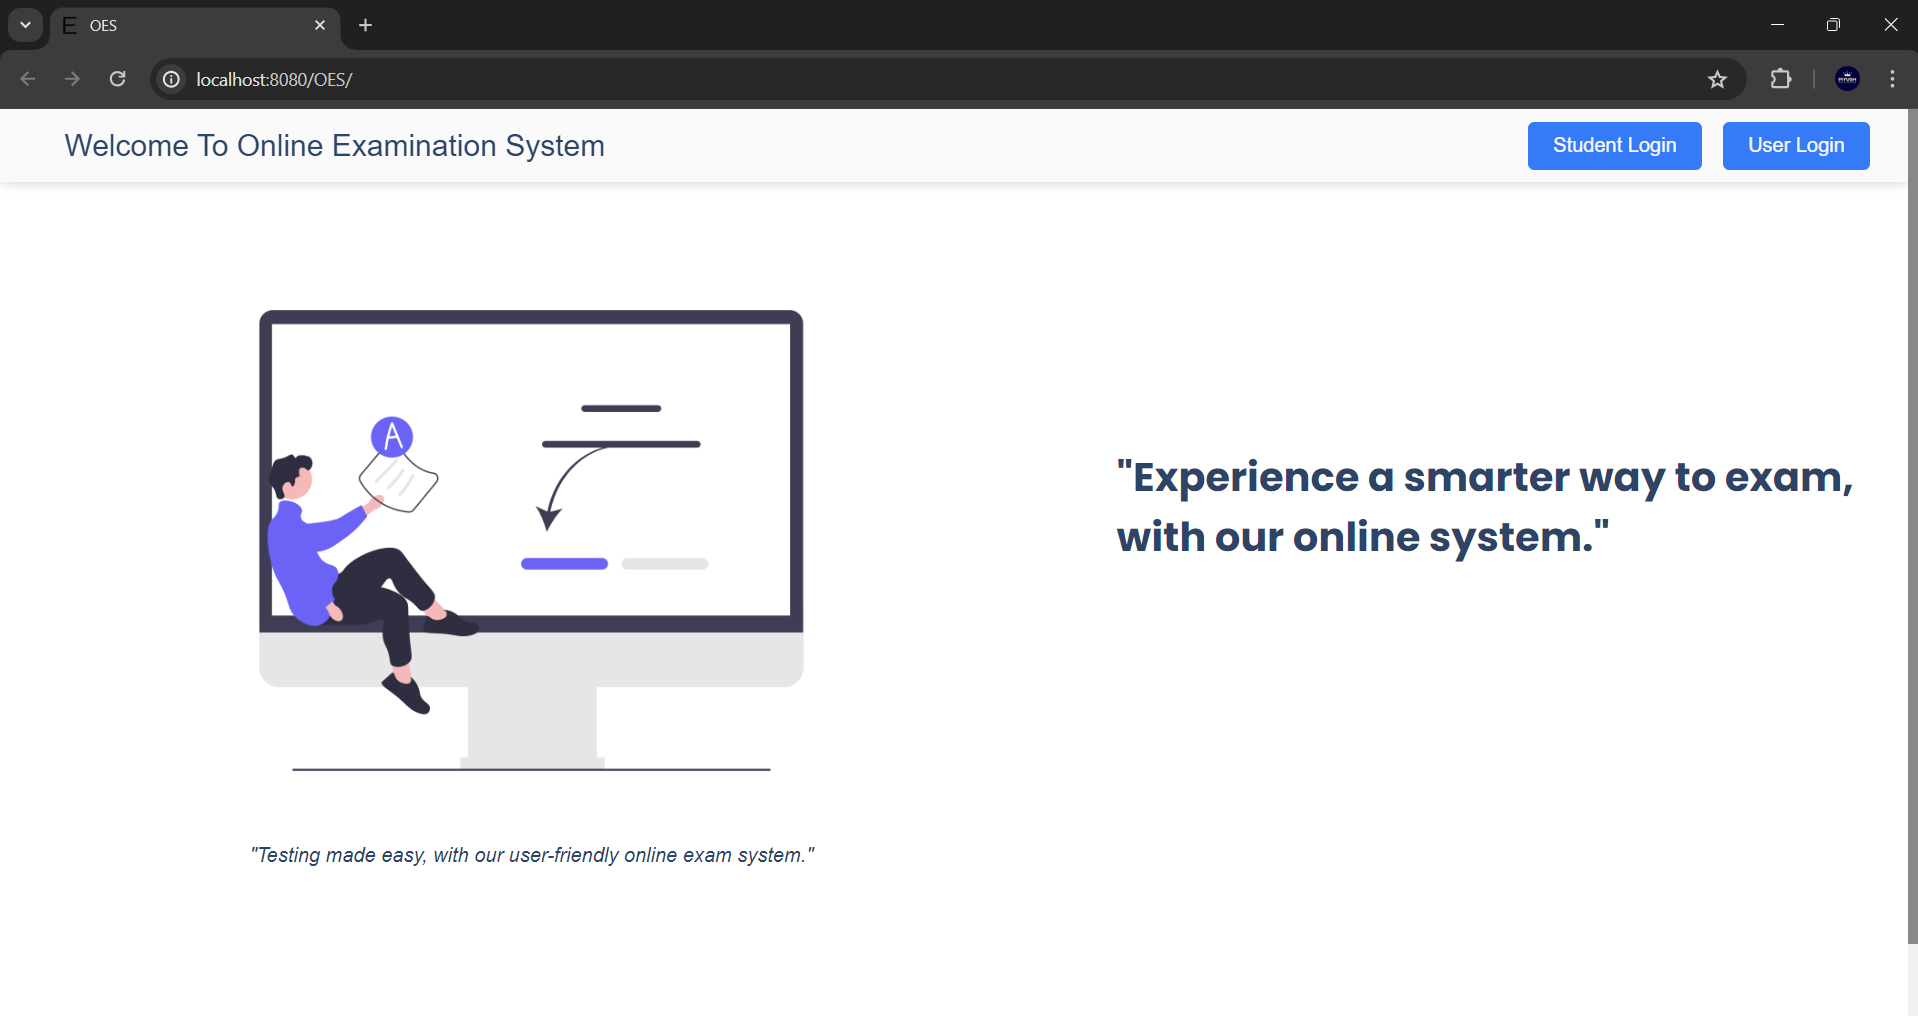 E OES
localhost:8080/OES/
Welcome To Online Examination System
Student Login
User Login
A
"Experience a smarter way to exam,
with our online system."
"Testing made easy, with our user-friendly online exam system."